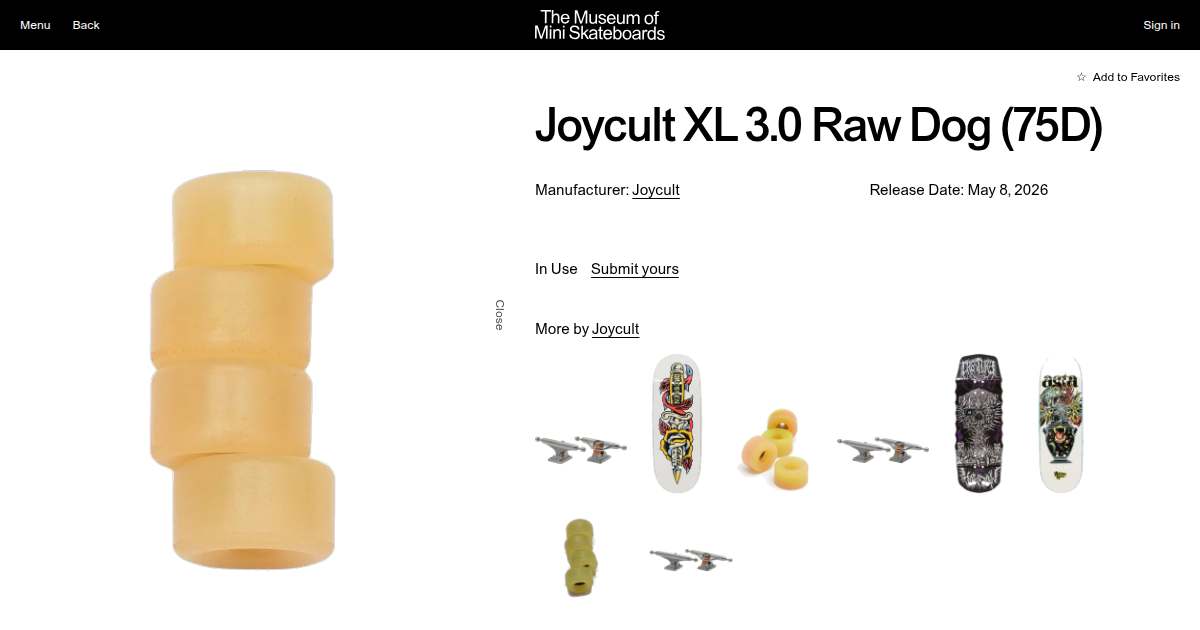 Menu
Back
The Museum of
Mini Skateboards
Sign in
☆ Add to Favorites
Joycult XL 3.0 Raw Dog (75D)
Manufacturer: Joycult
Release Date: May 8, 2026
In Use
Submit yours
Close
More by Joycult
asta